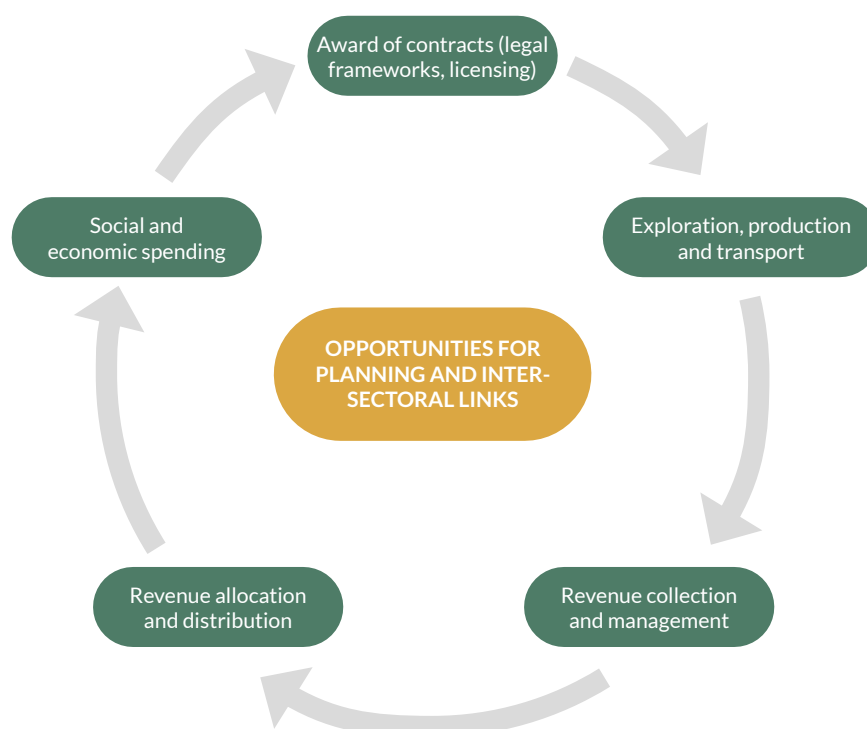 Award of contracts (legal
frameworks, licensing)
Social and
economic spending
Exploration, production
and transport
OPPORTUNITIES FOR
PLANNING AND INTER-
SECTORAL LINKS
Revenue allocation
and distribution
Revenue collection
and management